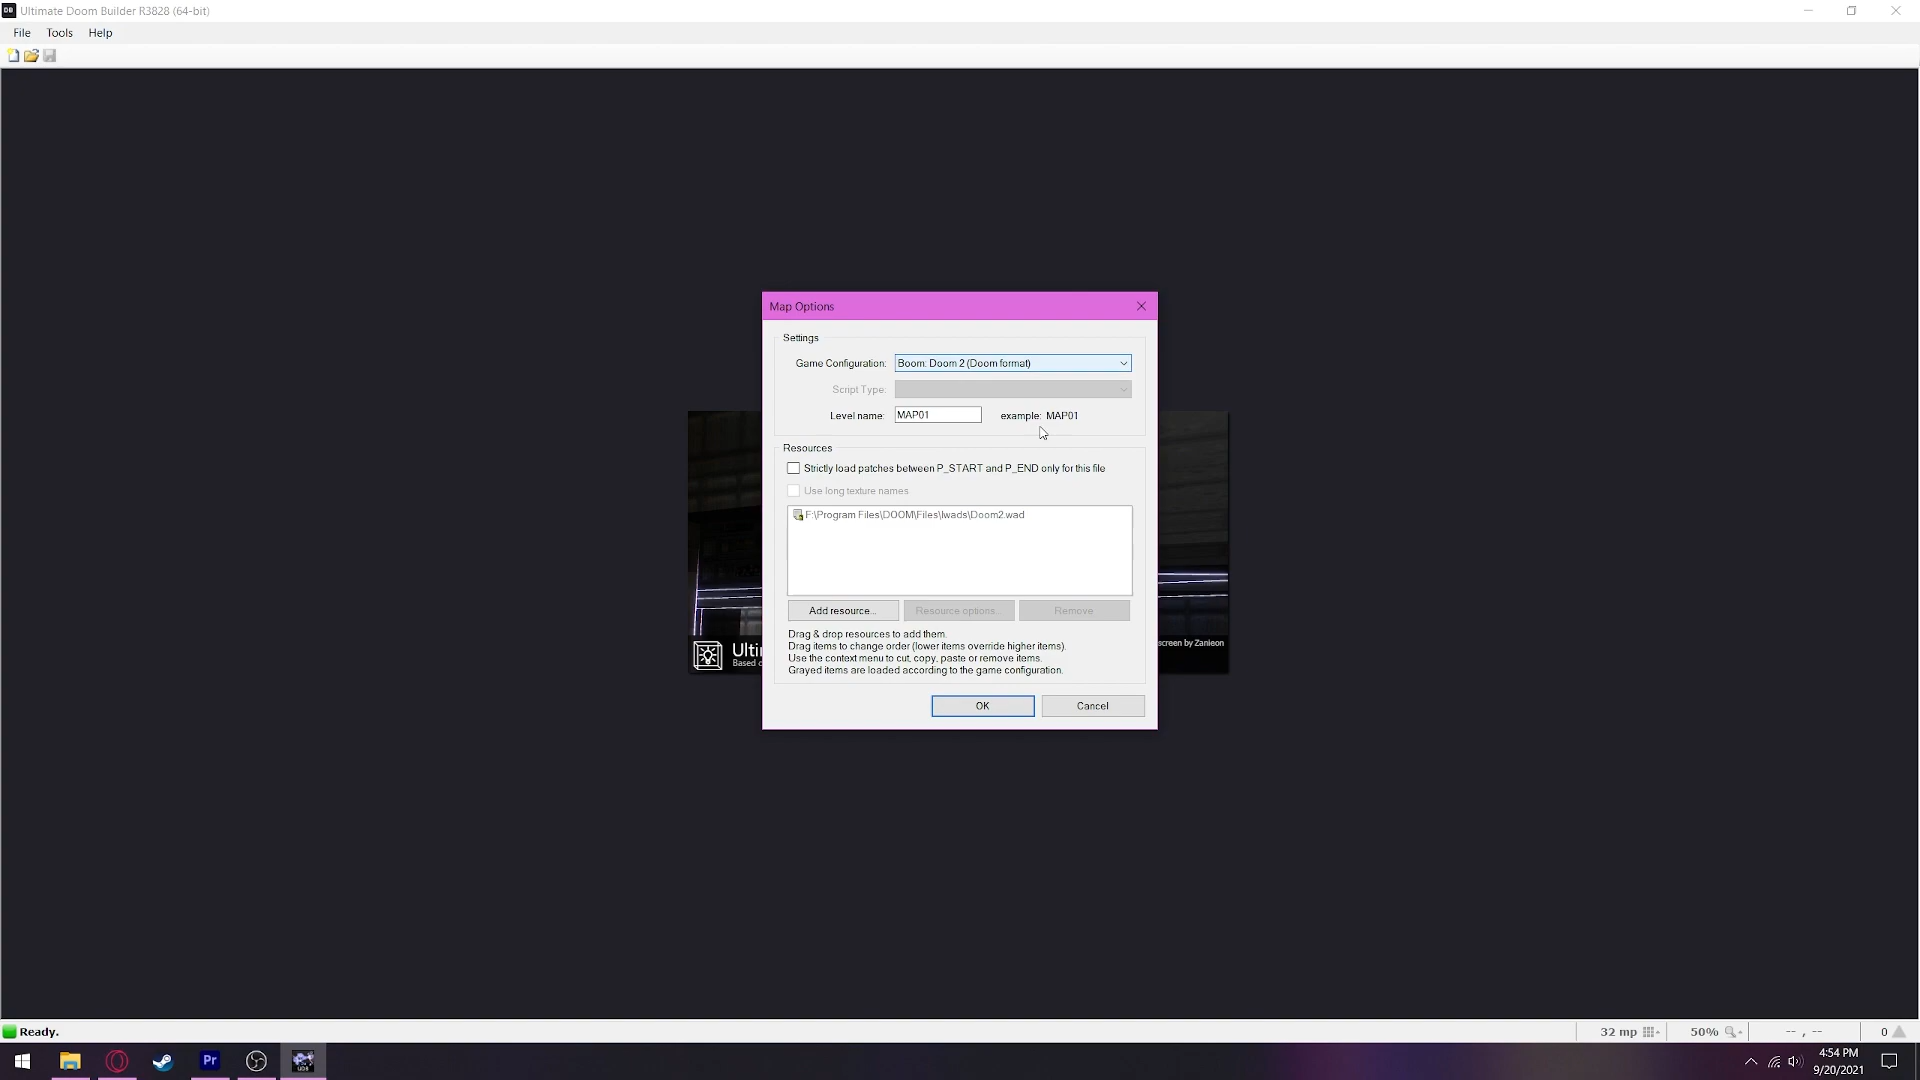 Ultimate Doom Builder R3828 (64-bit)
File Tools Help
Map Options
Settings
Game Configuration: Boom: Doom 2 (Doom format)
Script Type:
Level name: MAP01 example: MAP01
Resources
Strictly load patches between P_START and P_END only for this file
Use long texture names
F:\Program Files\DOOM\Files\Iwads\Doom2.wad
Add resource... Resource options... Remove
Drag & drop resources to add them.
Drag items to change order (lower items override higher items).
Use the context menu to cut, copy, paste or remove items.
Grayed items are loaded according to the game configuration.
OK Cancel
Ulti
Based
screen by Zanieon
Ready.
32 mp 50% -- , -- 0
Pr
UDB
4:54 PM
9/20/2021